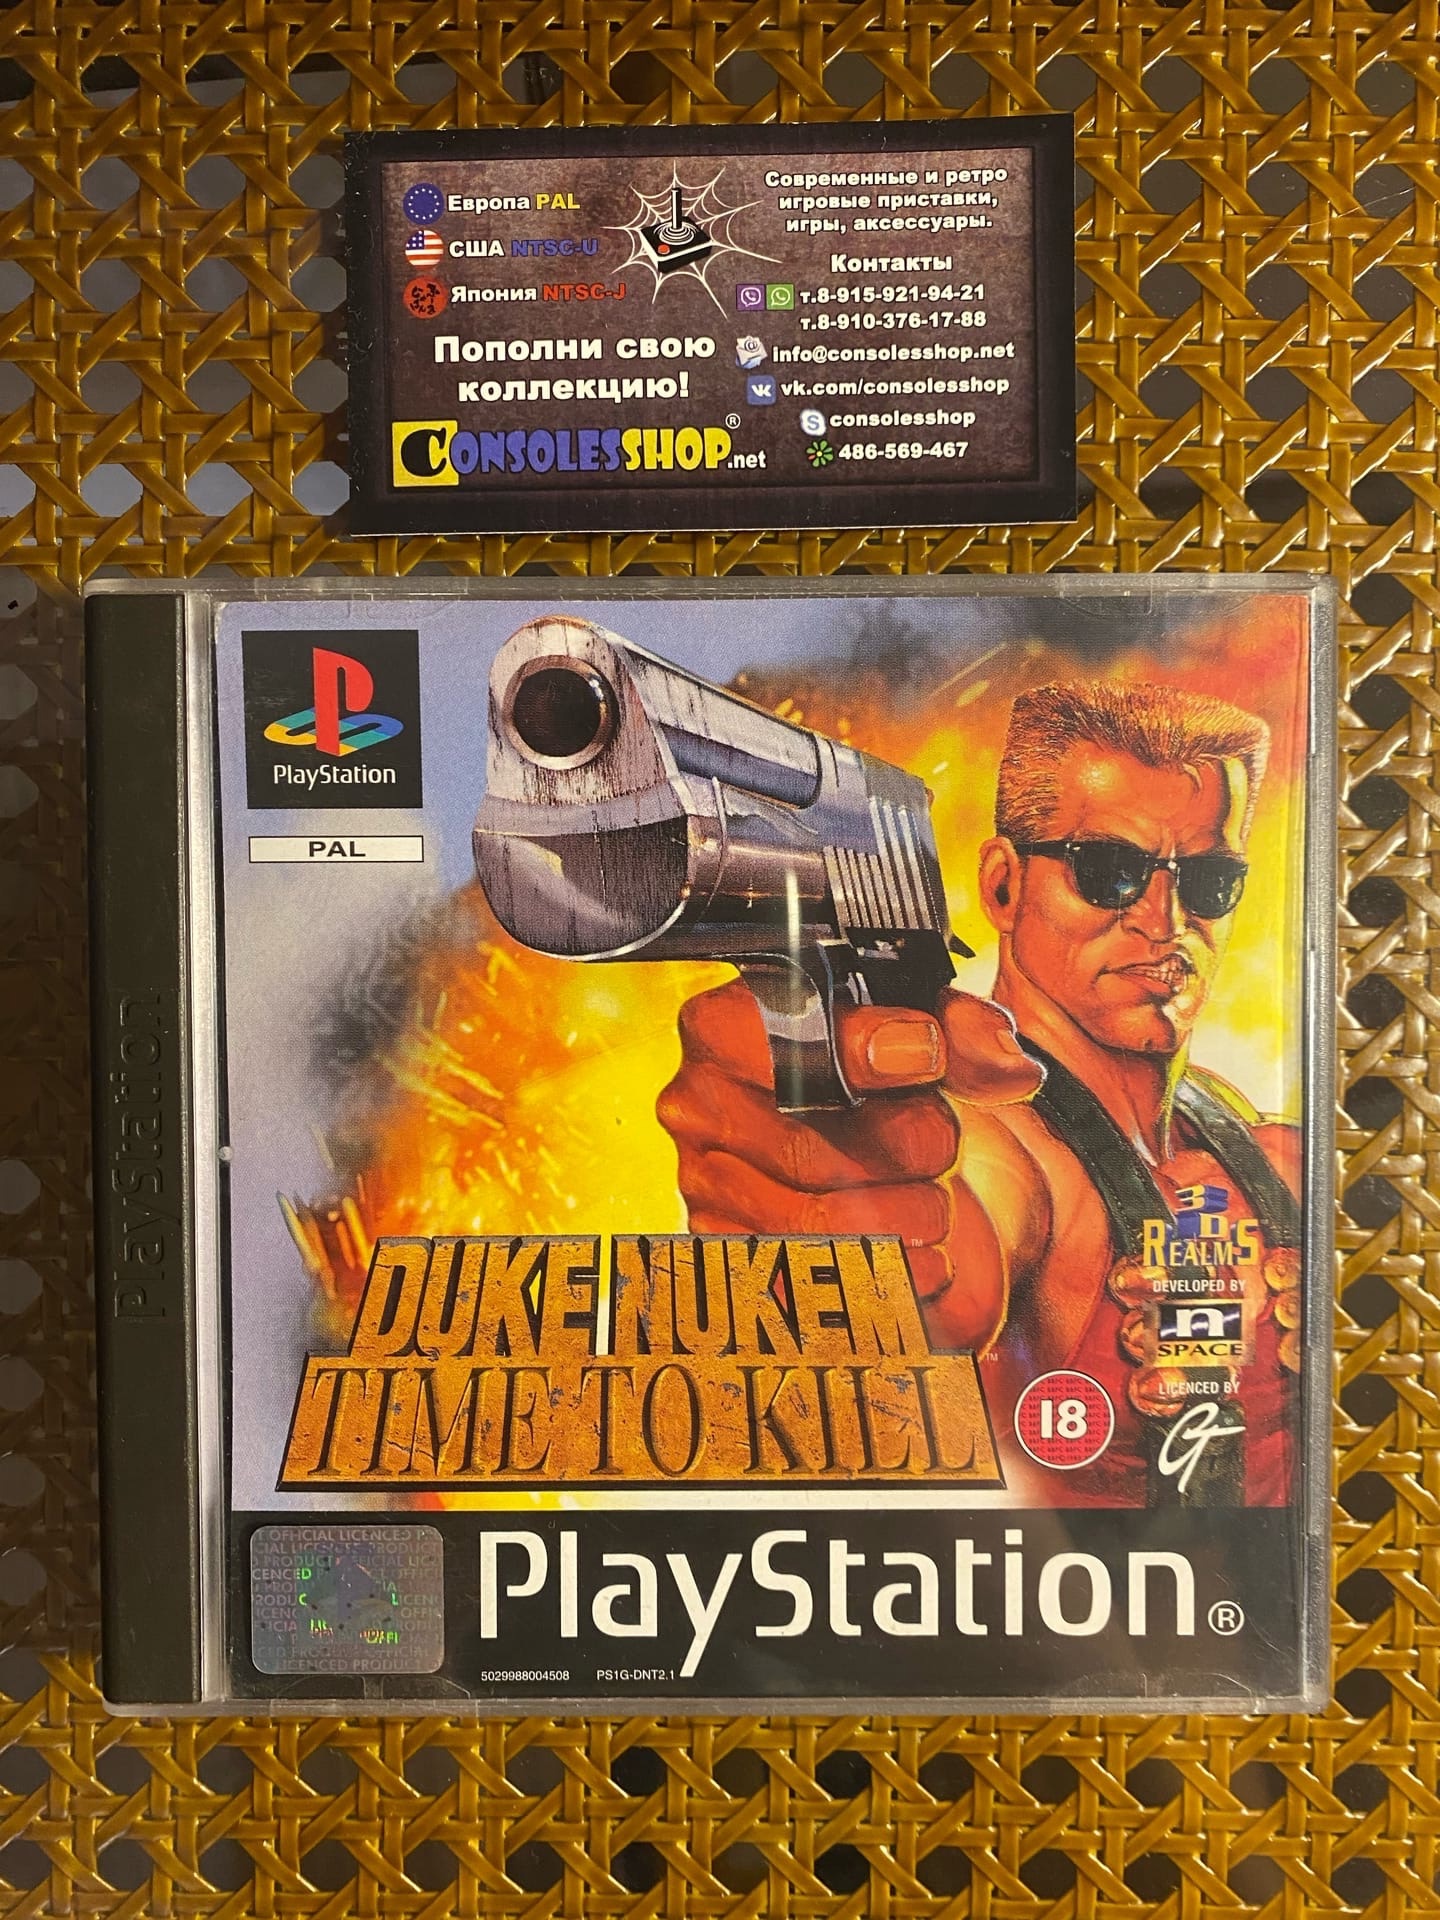 Европа PAL
США NTSC-U
Япония NTSC-J
Пополни свою
коллекцию!
CONSOLESSHOP.net
®
Современные и ретро
игровые приставки,
игры, аксессуары.
Контакты
т.8-915-921-94-21
т.8-910-376-17-88
info@consolesshop.net
vk.com/consolesshop
consolesshop
486-569-467
PlayStation
PlayStation
PAL
DUKE NUKEM™
TIME TO KILL™
3D
REALMS
DEVELOPED BY
n
SPACE
LICENCED BY
GT
18
PlayStation®
5029988004508 PS1G-DNT2.1